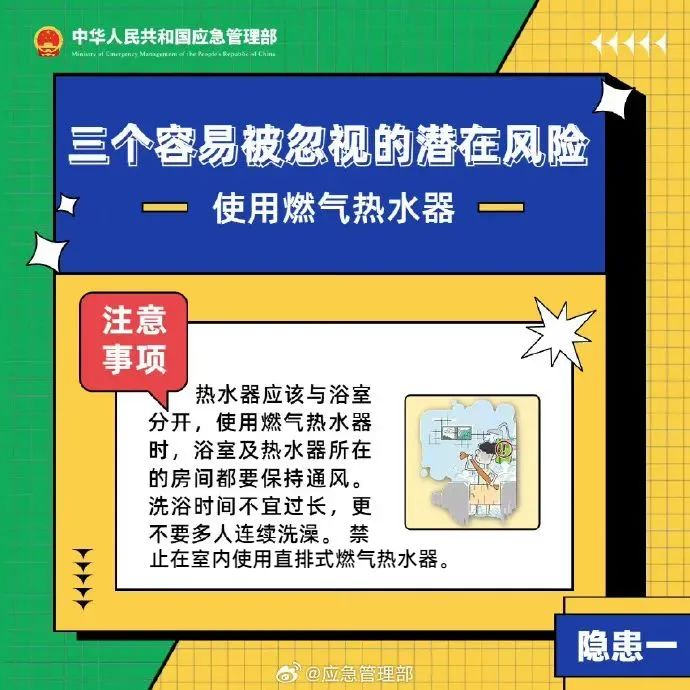 中华人民共和国应急管理部
Ministry of Emergency Management of the People's Republic of China
三个容易被忽视的潜在风险
使用燃气热水器
注意
事项
热水器应该与浴室
分开，使用燃气热水器
时，浴室及热水器所在
的房间都要保持通风。
洗浴时间不宜过长，更
不要多人连续洗澡。 禁
止在室内使用直排式燃气热水器。
隐患一
@应急管理部